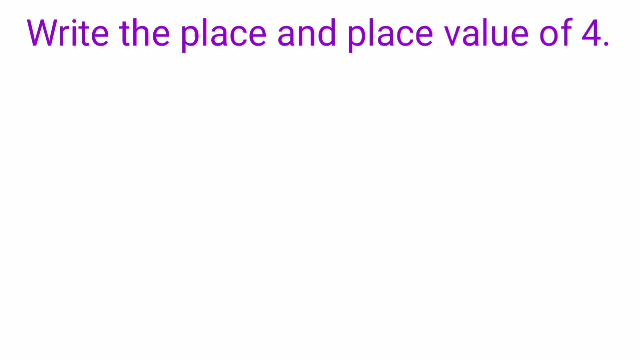 Write the place and place value of 4.